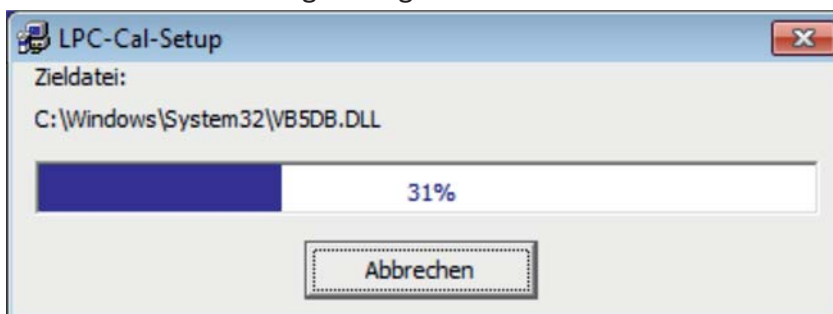 LPC-Cal-Setup
Zieldatei:
C:\Windows\System32\VB5DB.DLL
31%
Abbrechen